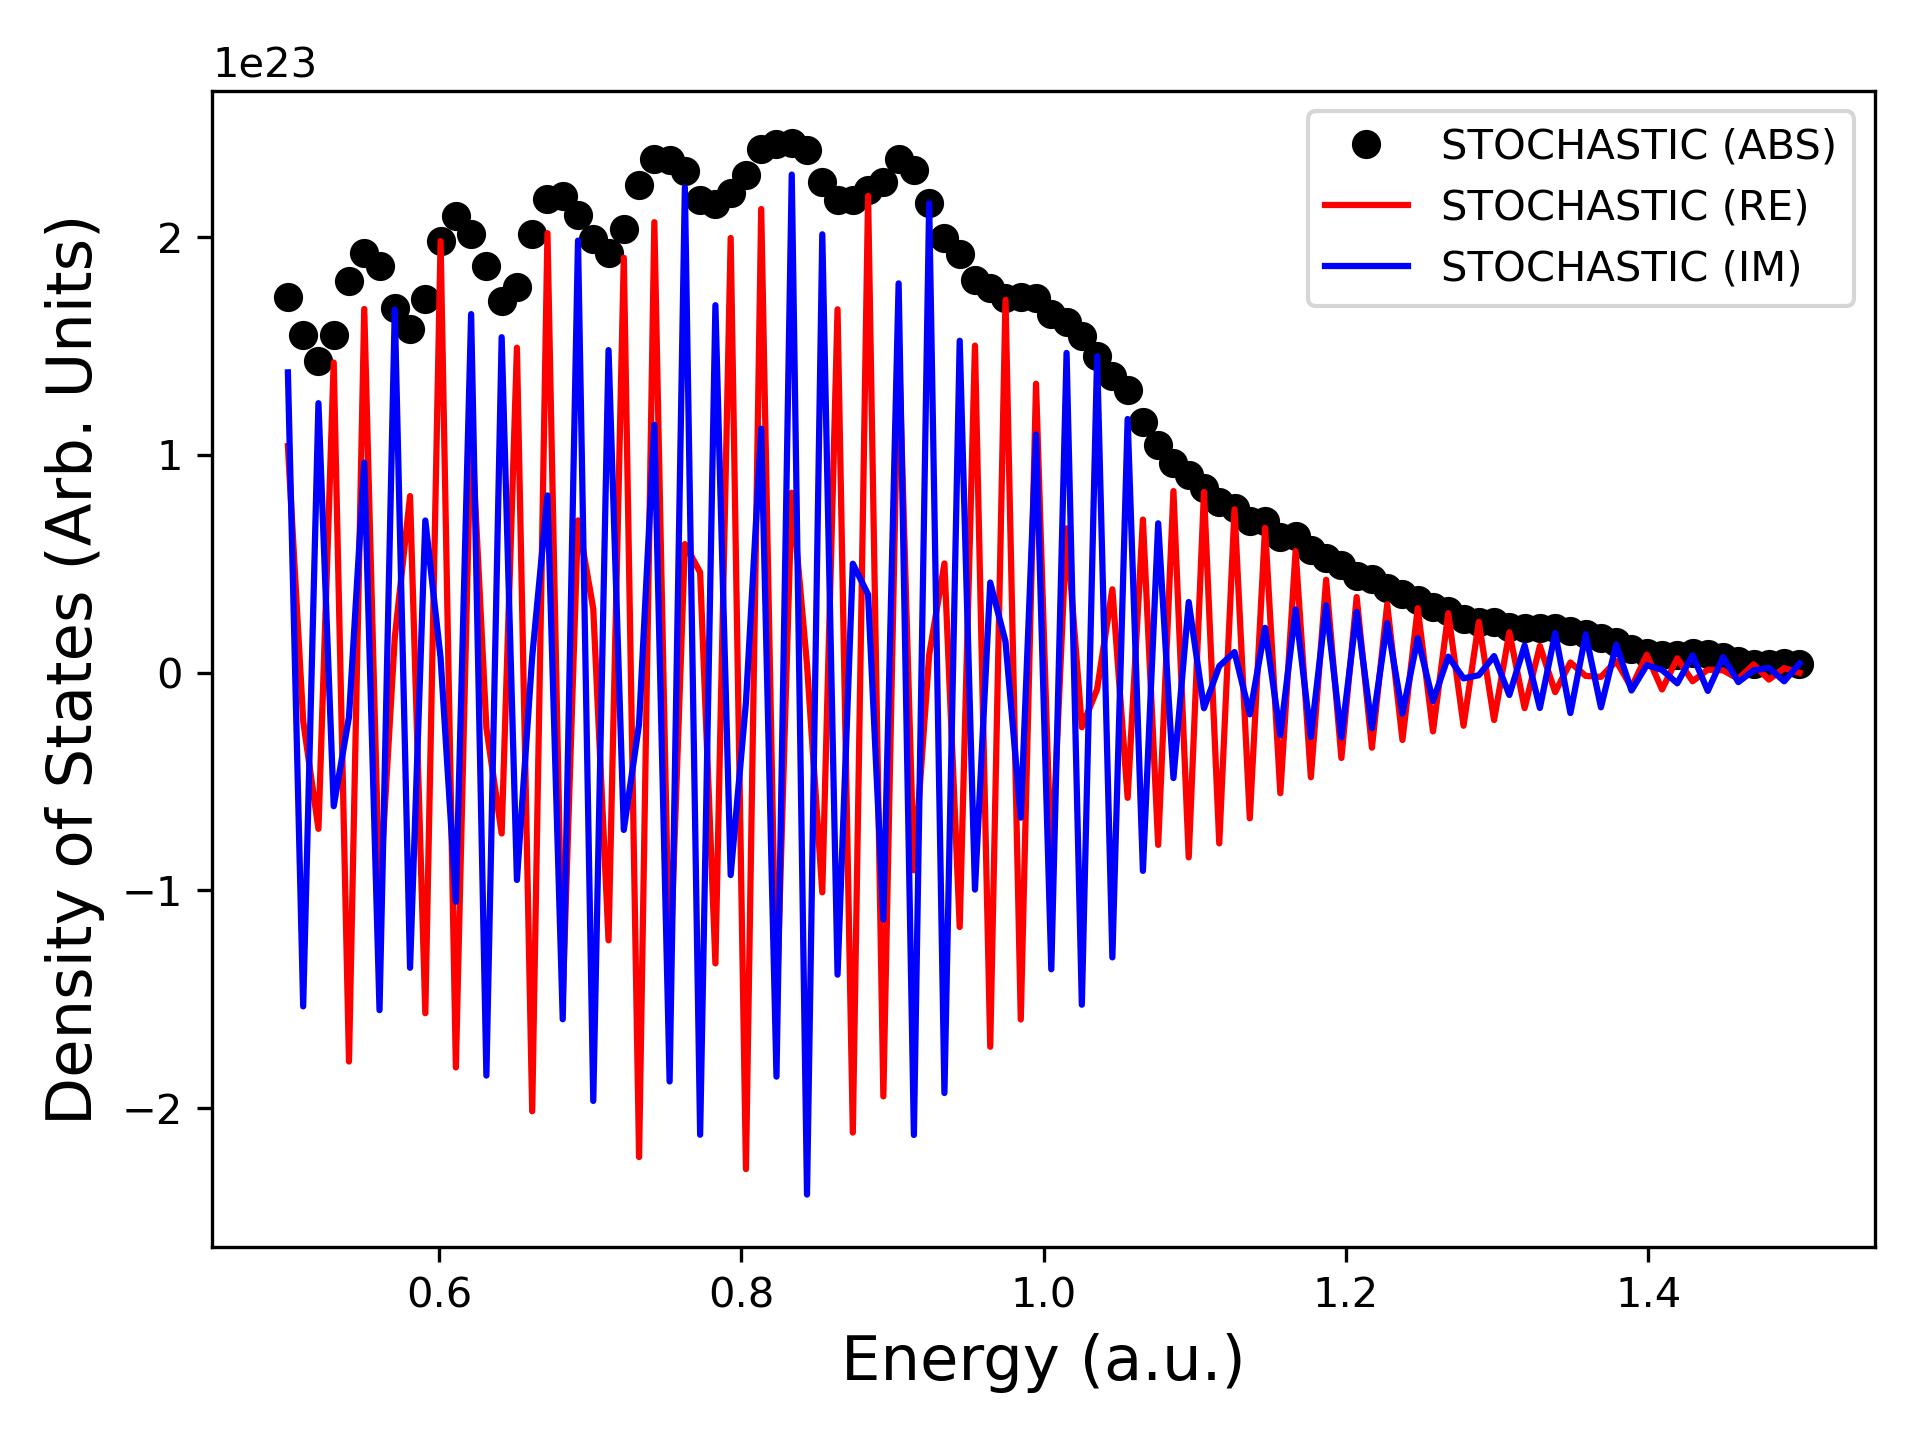 1e23
STOCHASTIC (ABS)
STOCHASTIC (RE)
STOCHASTIC (IM)
2
1
0
−1
−2
Density of States (Arb. Units)
0.6 0.8 1.0 1.2 1.4
Energy (a.u.)